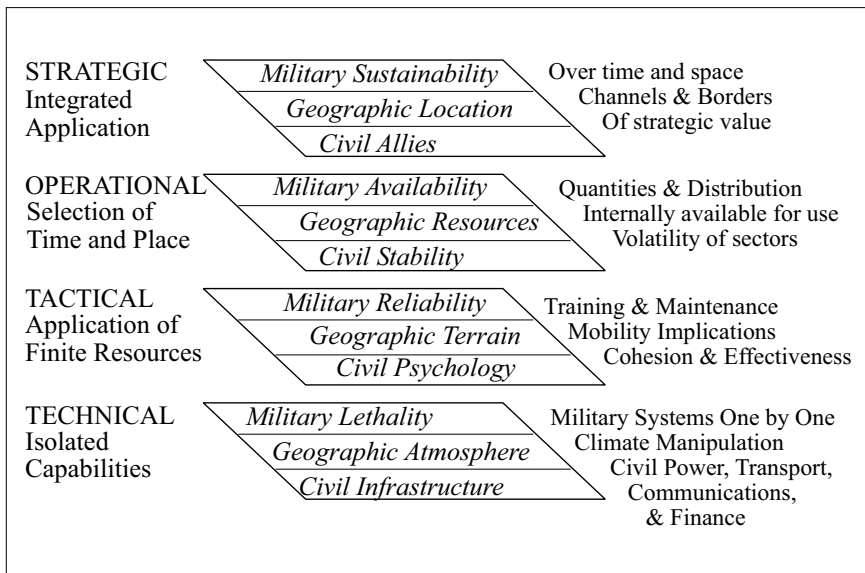 STRATEGIC
Integrated
Application
Military Sustainability
Geographic Location
Civil Allies
Over time and space
Channels & Borders
Of strategic value
OPERATIONAL
Selection of
Time and Place
Military Availability
Geographic Resources
Civil Stability
Quantities & Distribution
Internally available for use
Volatility of sectors
TACTICAL
Application of
Finite Resources
Military Reliability
Geographic Terrain
Civil Psychology
Training & Maintenance
Mobility Implications
Cohesion & Effectiveness
TECHNICAL
Isolated
Capabilities
Military Lethality
Geographic Atmosphere
Civil Infrastructure
Military Systems One by One
Climate Manipulation
Civil Power, Transport,
Communications,
& Finance